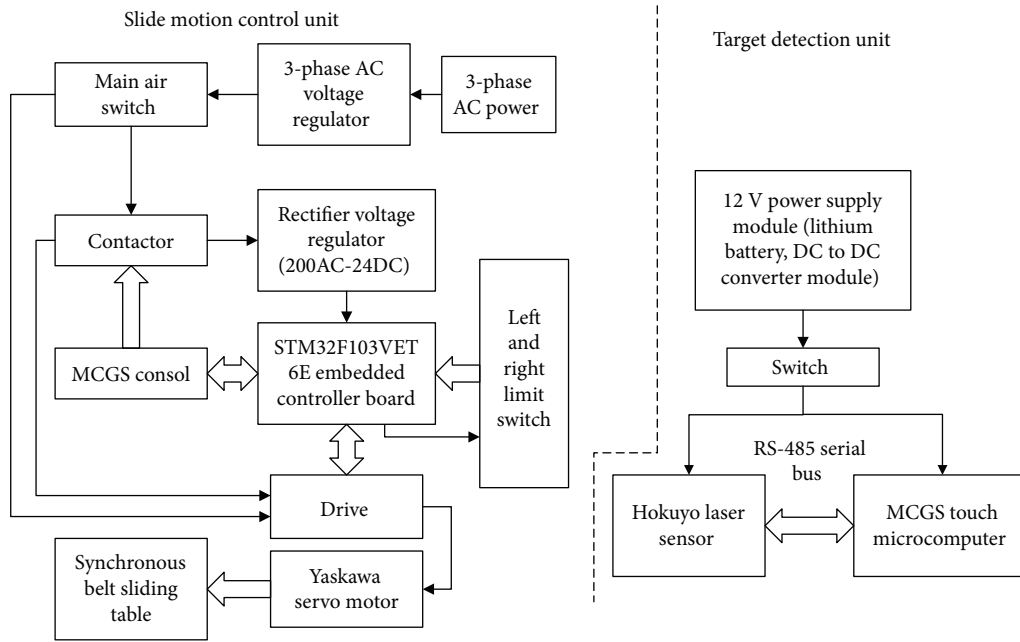 Slide motion control unit
Target detection unit
Main air
switch
3-phase AC
voltage
regulator
3-phase
AC power
Contactor
Rectifier voltage
regulator
(200AC-24DC)
12 V power supply
module (lithium
battery, DC to DC
converter module)
MCGS consol
STM32F103VET
6E embedded
controller board
Left
and
right
limit
switch
Switch
RS-485 serial
bus
Drive
Hokuyo laser
sensor
MCGS touch
microcomputer
Synchronous
belt sliding
table
Yaskawa
servo motor